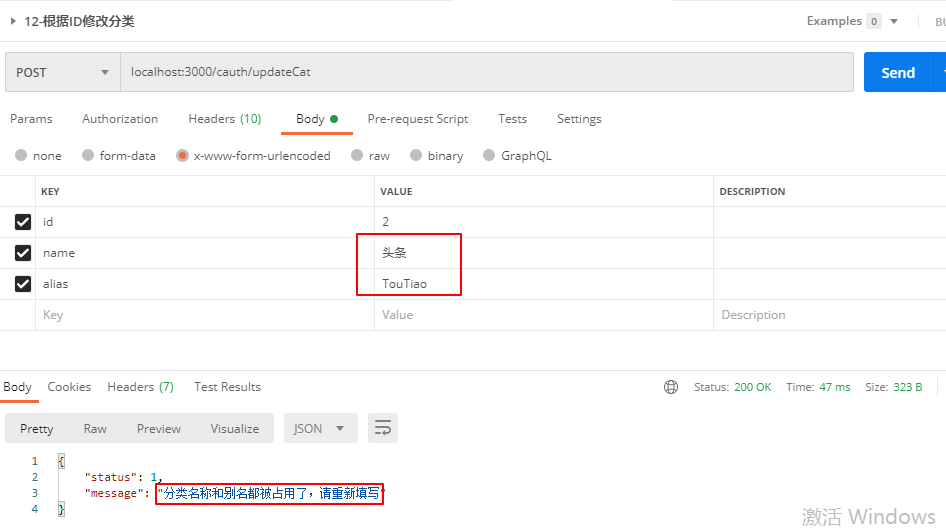 12-根据ID修改分类 Examples 0
POST localhost:3000/cauth/updateCat Send
Params Authorization Headers (10) Body Pre-request Script Tests Settings
none form-data x-www-form-urlencoded raw binary GraphQL
KEY VALUE DESCRIPTION
id 2
name 头条
alias TouTiao
Key Value Description
Body Cookies Headers (7) Test Results Status: 200 OK Time: 47 ms Size: 323 B
Pretty Raw Preview Visualize JSON
1 {
2 "status": 1,
3 "message": "分类名称和别名都被占用了，请重新填写"
4 }
激活 Windows